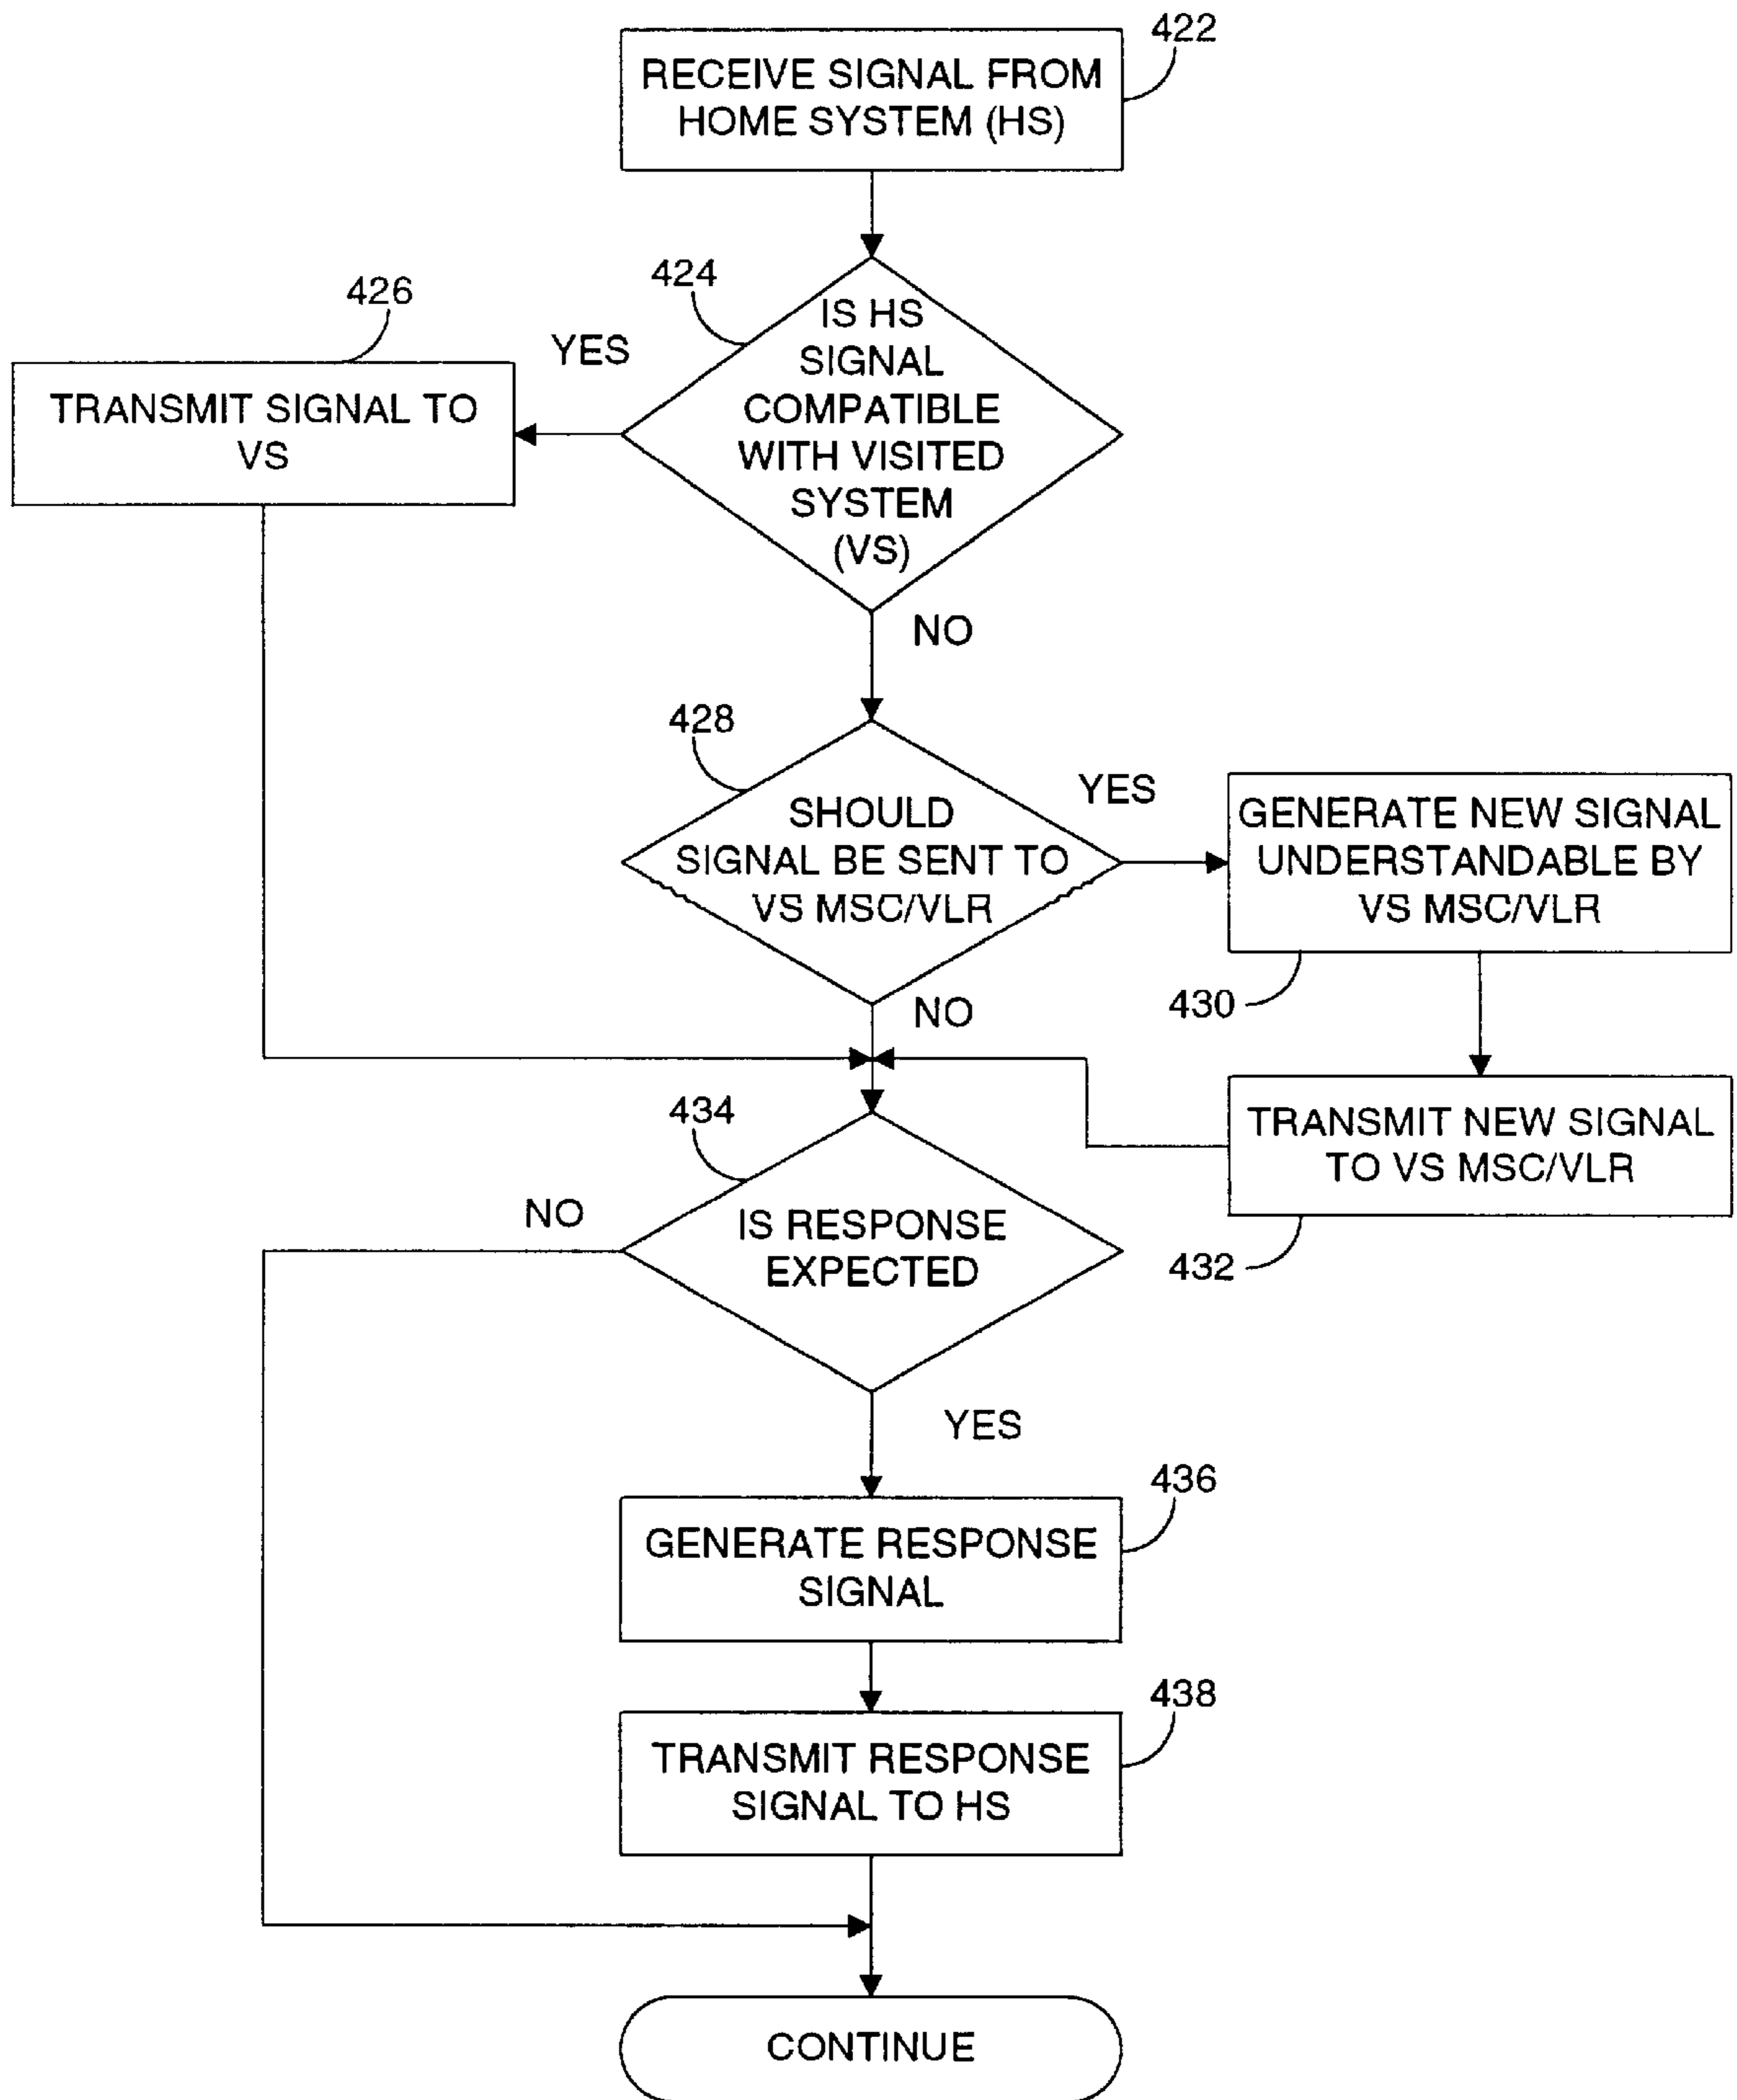 422
RECEIVE SIGNAL FROM
HOME SYSTEM (HS)
424
426
YES
IS HS
SIGNAL
COMPATIBLE
WITH VISITED
SYSTEM
(VS)
TRANSMIT SIGNAL TO
VS
NO
428
YES
SHOULD
SIGNAL BE SENT TO
VS MSC/VLR
GENERATE NEW SIGNAL
UNDERSTANDABLE BY
VS MSC/VLR
430
NO
434
TRANSMIT NEW SIGNAL
TO VS MSC/VLR
432
NO
IS RESPONSE
EXPECTED
YES
436
GENERATE RESPONSE
SIGNAL
438
TRANSMIT RESPONSE
SIGNAL TO HS
CONTINUE